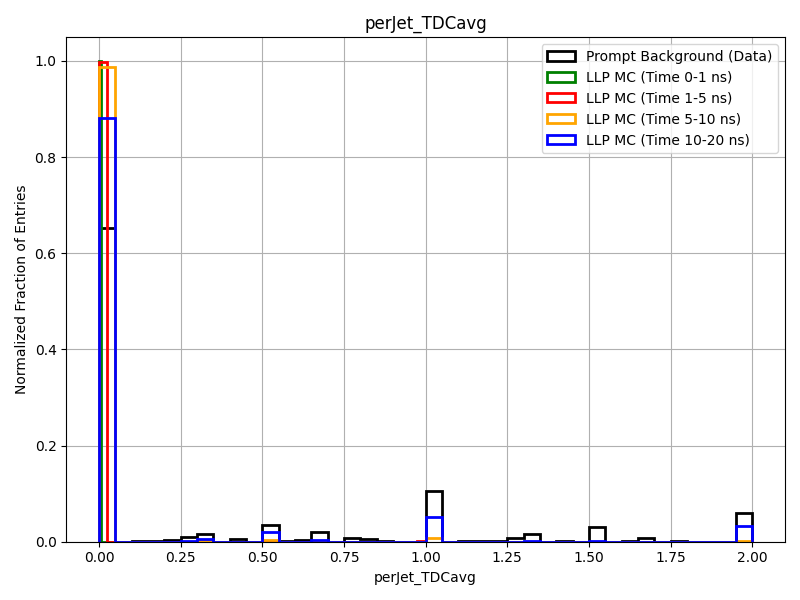 perJet_TDCavg
Prompt Background (Data)
LLP MC (Time 0-1 ns)
LLP MC (Time 1-5 ns)
LLP MC (Time 5-10 ns)
LLP MC (Time 10-20 ns)
Normalized Fraction of Entries
1.0
0.8
0.6
0.4
0.2
0.0
0.00 0.25 0.50 0.75 1.00 1.25 1.50 1.75 2.00
perJet_TDCavg